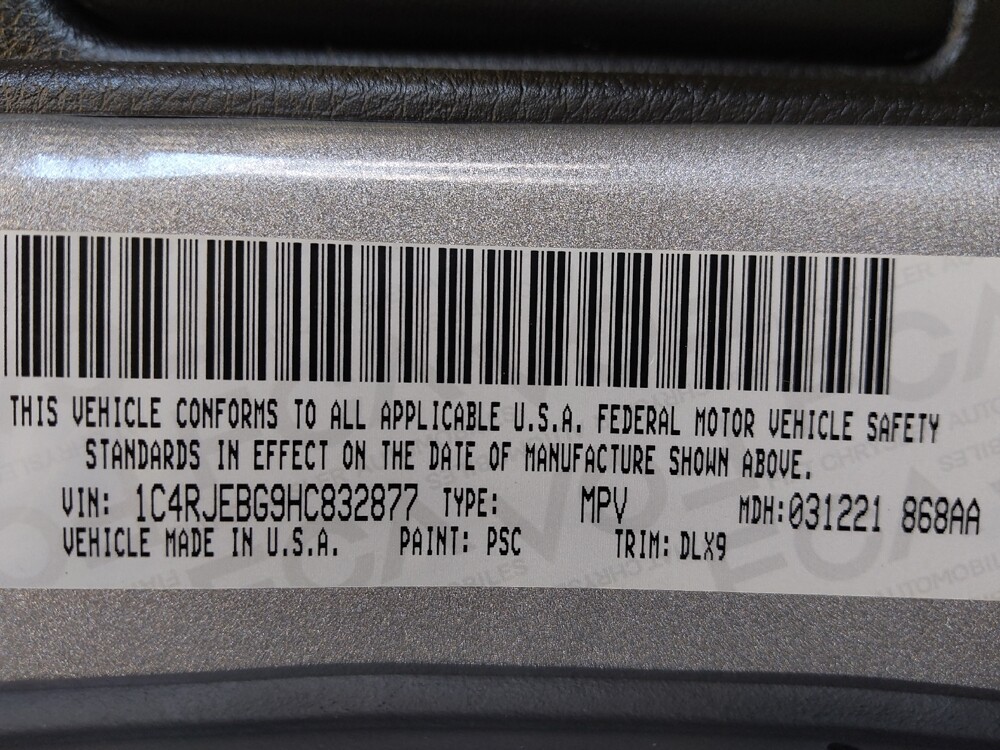 THIS VEHICLE CONFORMS TO ALL APPLICABLE U.S.A. FEDERAL MOTOR VEHICLE SAFETY
STANDARDS IN EFFECT ON THE DATE OF MANUFACTURE SHOWN ABOVE.
VIN: 1C4RJEBG9HC832877 TYPE: MPV MDH:031221 868AA
VEHICLE MADE IN U.S.A. PAINT: PSC TRIM: DLX9